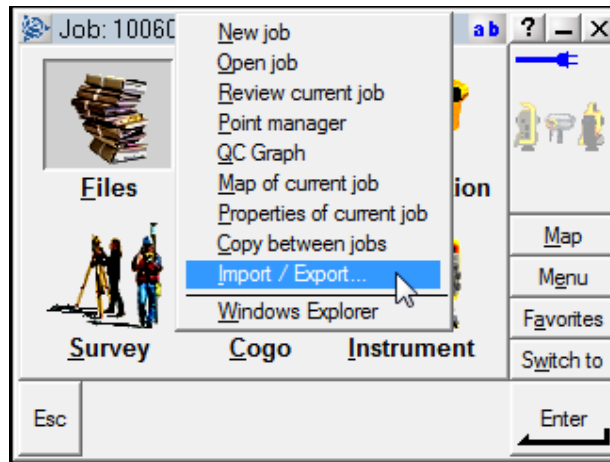 Job: 10060
ab
?
New job
Open job
Review current job
Point manager
QC Graph
Map of current job
Properties of current job
Copy between jobs
Import / Export...
Windows Explorer
Files
ion
Survey
Cogo
Instrument
Map
Menu
Favorites
Switch to
Esc
Enter